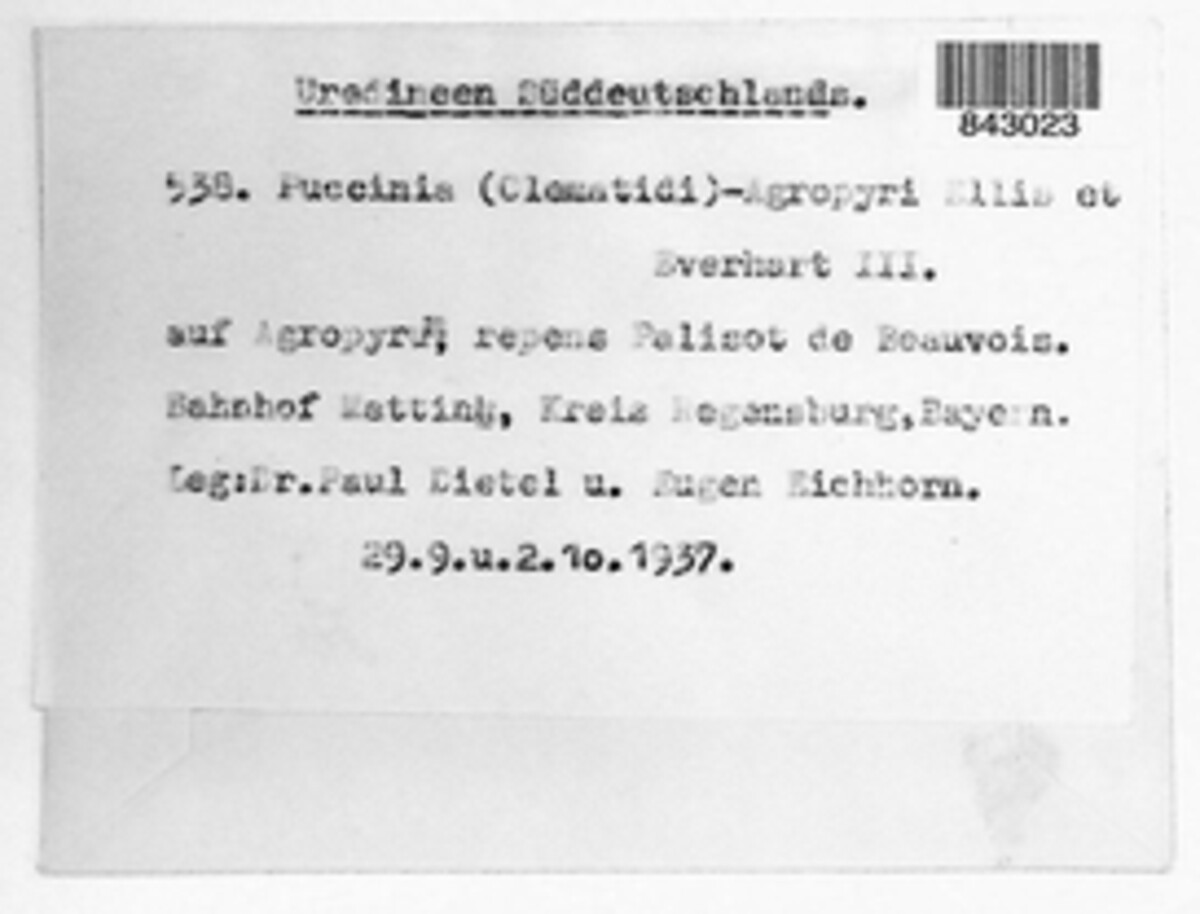 Uredineen Süddeutschlands.
843023
538. Puccinia (Clematidi)-Agropyri Ellis et
Everhart III.
auf repens Palisot de Beauvois.
Bahnhof Matting, Kreis Regensburg,Bayern.
Leg:Dr.Paul Dietel u. Eugen Eichhorn.
29.9.u.2.10.1937.